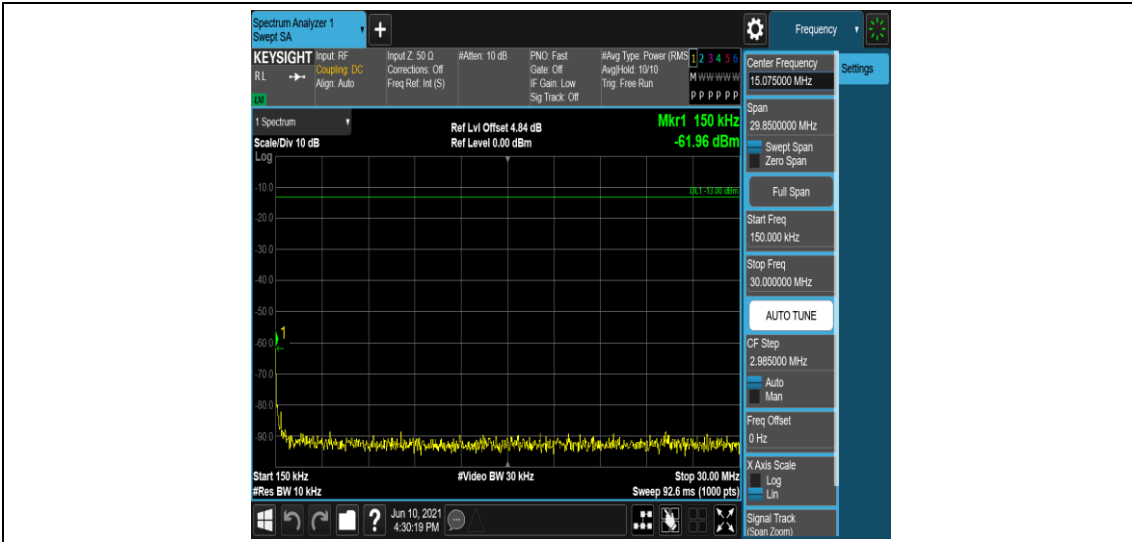 Spectrum Analyzer 1
Swept SA
+
Frequency
KEYSIGHT
RL
Input: RF
Coupling: DC
Align: Auto
Input Z: 50 Ω
Corrections: Off
Freq Ref: Int (S)
#Atten: 10 dB
PNO: Fast
Gate: Off
IF Gain: Low
Sig Track: Off
#Avg Type: Power (RMS
Avg|Hold: 10/10
Trig: Free Run
1 2 3 4 5 6
M W W W W W
P P P P P P
1 Spectrum
Scale/Div 10 dB
Log
Ref Lvl Offset 4.84 dB
Ref Level 0.00 dBm
Mkr1 150 kHz
-61.96 dBm
DL1 -13.00 dBm
-10.0
-20.0
-30.0
-40.0
-50.0
-60.0
-70.0
-80.0
-90.0
1
Start 150 kHz
#Res BW 10 kHz
#Video BW 30 kHz
Stop 30.00 MHz
Sweep 92.6 ms (1000 pts)
Center Frequency
15.075000 MHz
Settings
Span
29.8500000 MHz
Swept Span
Zero Span
Full Span
Start Freq
150.000 kHz
Stop Freq
30.000000 MHz
AUTO TUNE
CF Step
2.985000 MHz
Auto
Man
Freq Offset
0 Hz
X Axis Scale
Log
Lin
Signal Track
(Span Zoom)
?
Jun 10, 2021
4:30:19 PM